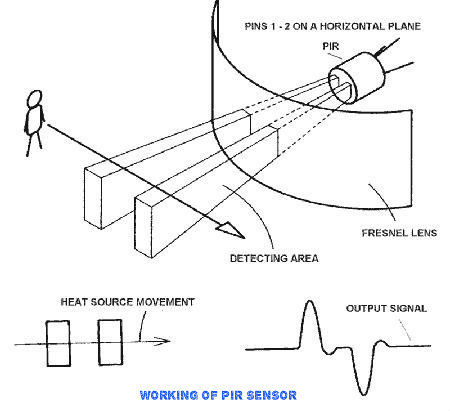 PINS 1 - 2 ON A HORIZONTAL PLANE
PIR
FRESNEL LENS
DETECTING AREA
HEAT SOURCE MOVEMENT
OUTPUT SIGNAL
WORKING OF PIR SENSOR